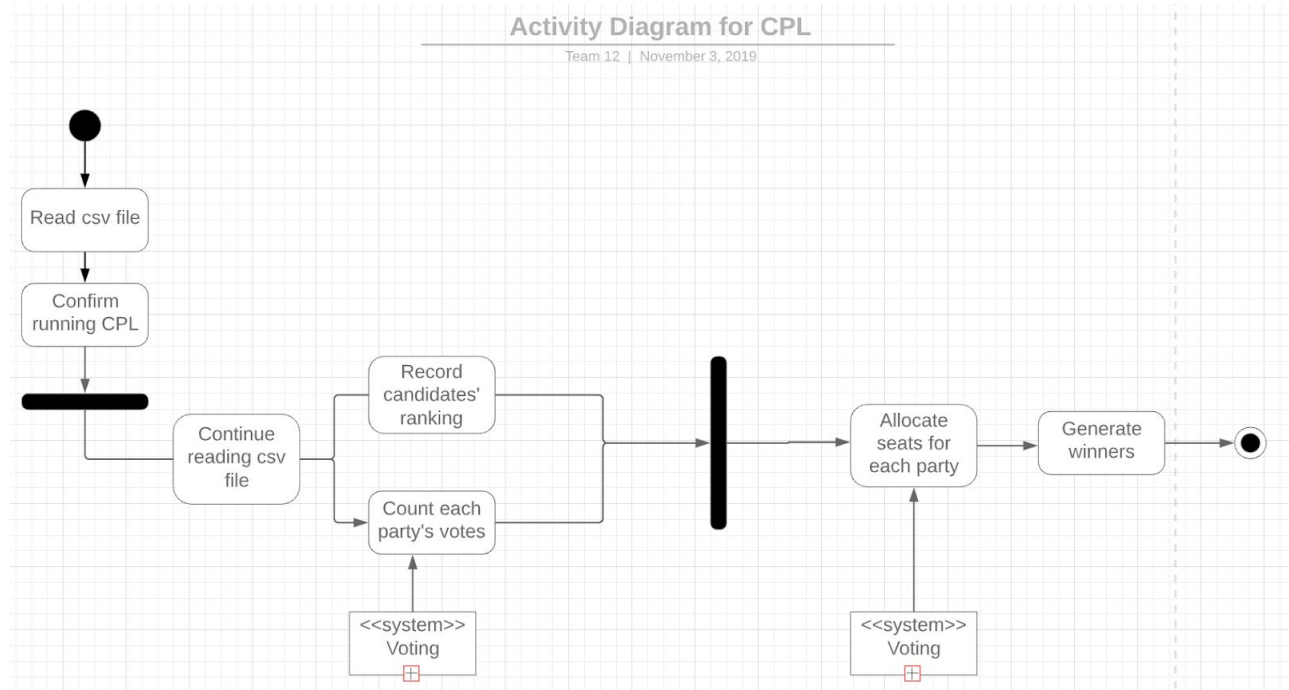 Activity Diagram for CPL
Team 12 | November 3, 2019
Read csv file
Confirm
running CPL
Continue
reading csv
file
Record
candidates'
ranking
Count each
party's votes
<<system>>
Voting
Allocate
seats for
each party
<<system>>
Voting
Generate
winners